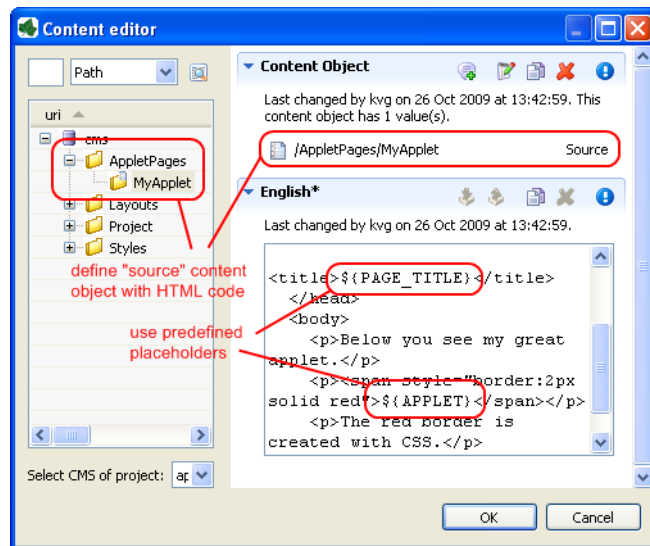 Content editor
Path
Content Object
Last changed by kvg on 26 Oct 2009 at 13:42:59. This
content object has 1 value(s).
uri
cms
AppletPages
MyApplet
Layouts
Project
Styles
/AppletPages/MyApplet Source
English*
Last changed by kvg on 26 Oct 2009 at 13:42:59.
define "source" content
object with HTML code
use predefined
placeholders
<title>${PAGE_TITLE}</title>
</head>
<body>
<p>Below you see my great
applet.</p>
<p><span style="border:2px
solid red">${APPLET}</span></p>
<p>The red border is
created with CSS.</p>
Select CMS of project: ap
OK Cancel